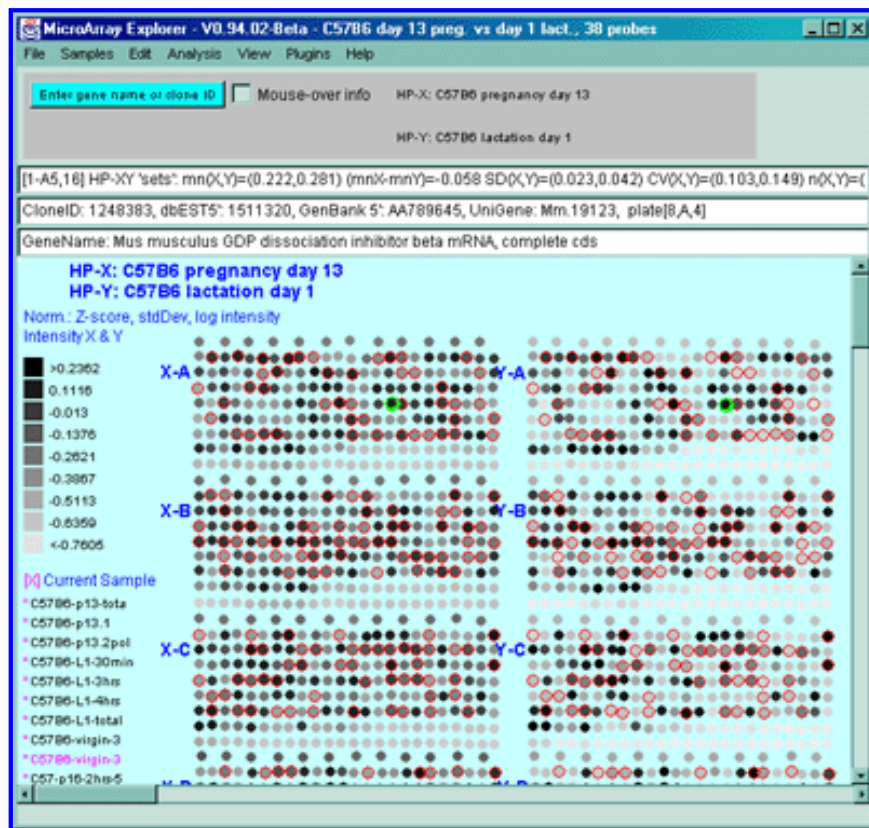 MicroArray Explorer - V0.94.02-Beta - C57B6 day 13 preg. vs day 1 lact., 38 probes
File Samples Edit Analysis View Plugins Help
Enter gene name or clone ID Mouse-over info HP-X: C57B6 pregnancy day 13
HP-Y: C57B6 lactation day 1
[1-A5,16] HP-XY 'sets': mn(X,Y)=(0.222,0.281) (mnX-mnY)=-0.058 SD(X,Y)=(0.023,0.042) CV(X,Y)=(0.103,0.149) n(X,Y)=(
CloneID: 1248383, dbEST5': 1511320, GenBank 5': AA789645, UniGene: Mm.19123, plate[8,A,4]
GeneName: Mus musculus GDP dissociation inhibitor beta mRNA, complete cds
HP-X: C57B6 pregnancy day 13
HP-Y: C57B6 lactation day 1
Norm.: Z-score, stdDev, log intensity
Intensity X & Y
>0.2362
0.1116
-0.013
-0.1376
-0.2621
-0.3867
-0.5113
-0.6359
<-0.7605
X-A Y-A
X-B Y-B
X-C Y-C
[X] Current Sample
*C57B6-p13-tota
*C57B6-p13.1
*C57B6-p13.2pol
*C57B6-L1-30min
*C57B6-L1-3hrs
*C57B6-L1-4hrs
*C57B6-L1-total
*C57B6-virgin-3
*C57B6-virgin-3
*C57-p16-2hrs-5